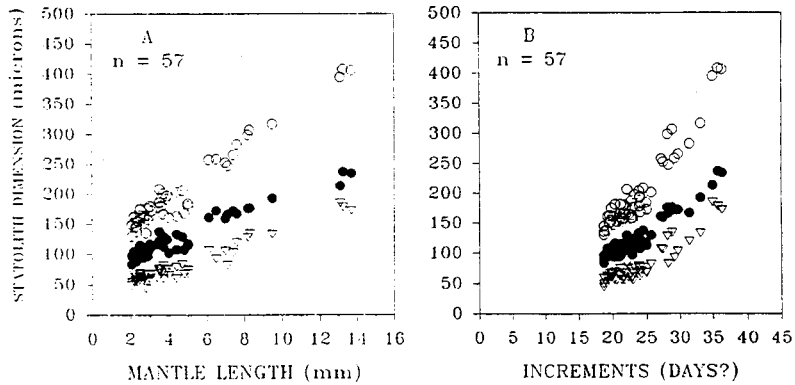 STATOLITH DIMENSION (microns)
500
450
400
350
300
250
200
150
100
50
0
A
n = 57
0 2 4 6 8 10 12 14 16
MANTLE LENGTH (mm)
500
450
400
350
300
250
200
150
100
50
0
B
n = 57
0 5 10 15 20 25 30 35 40 45
INCREMENTS (DAYS?)